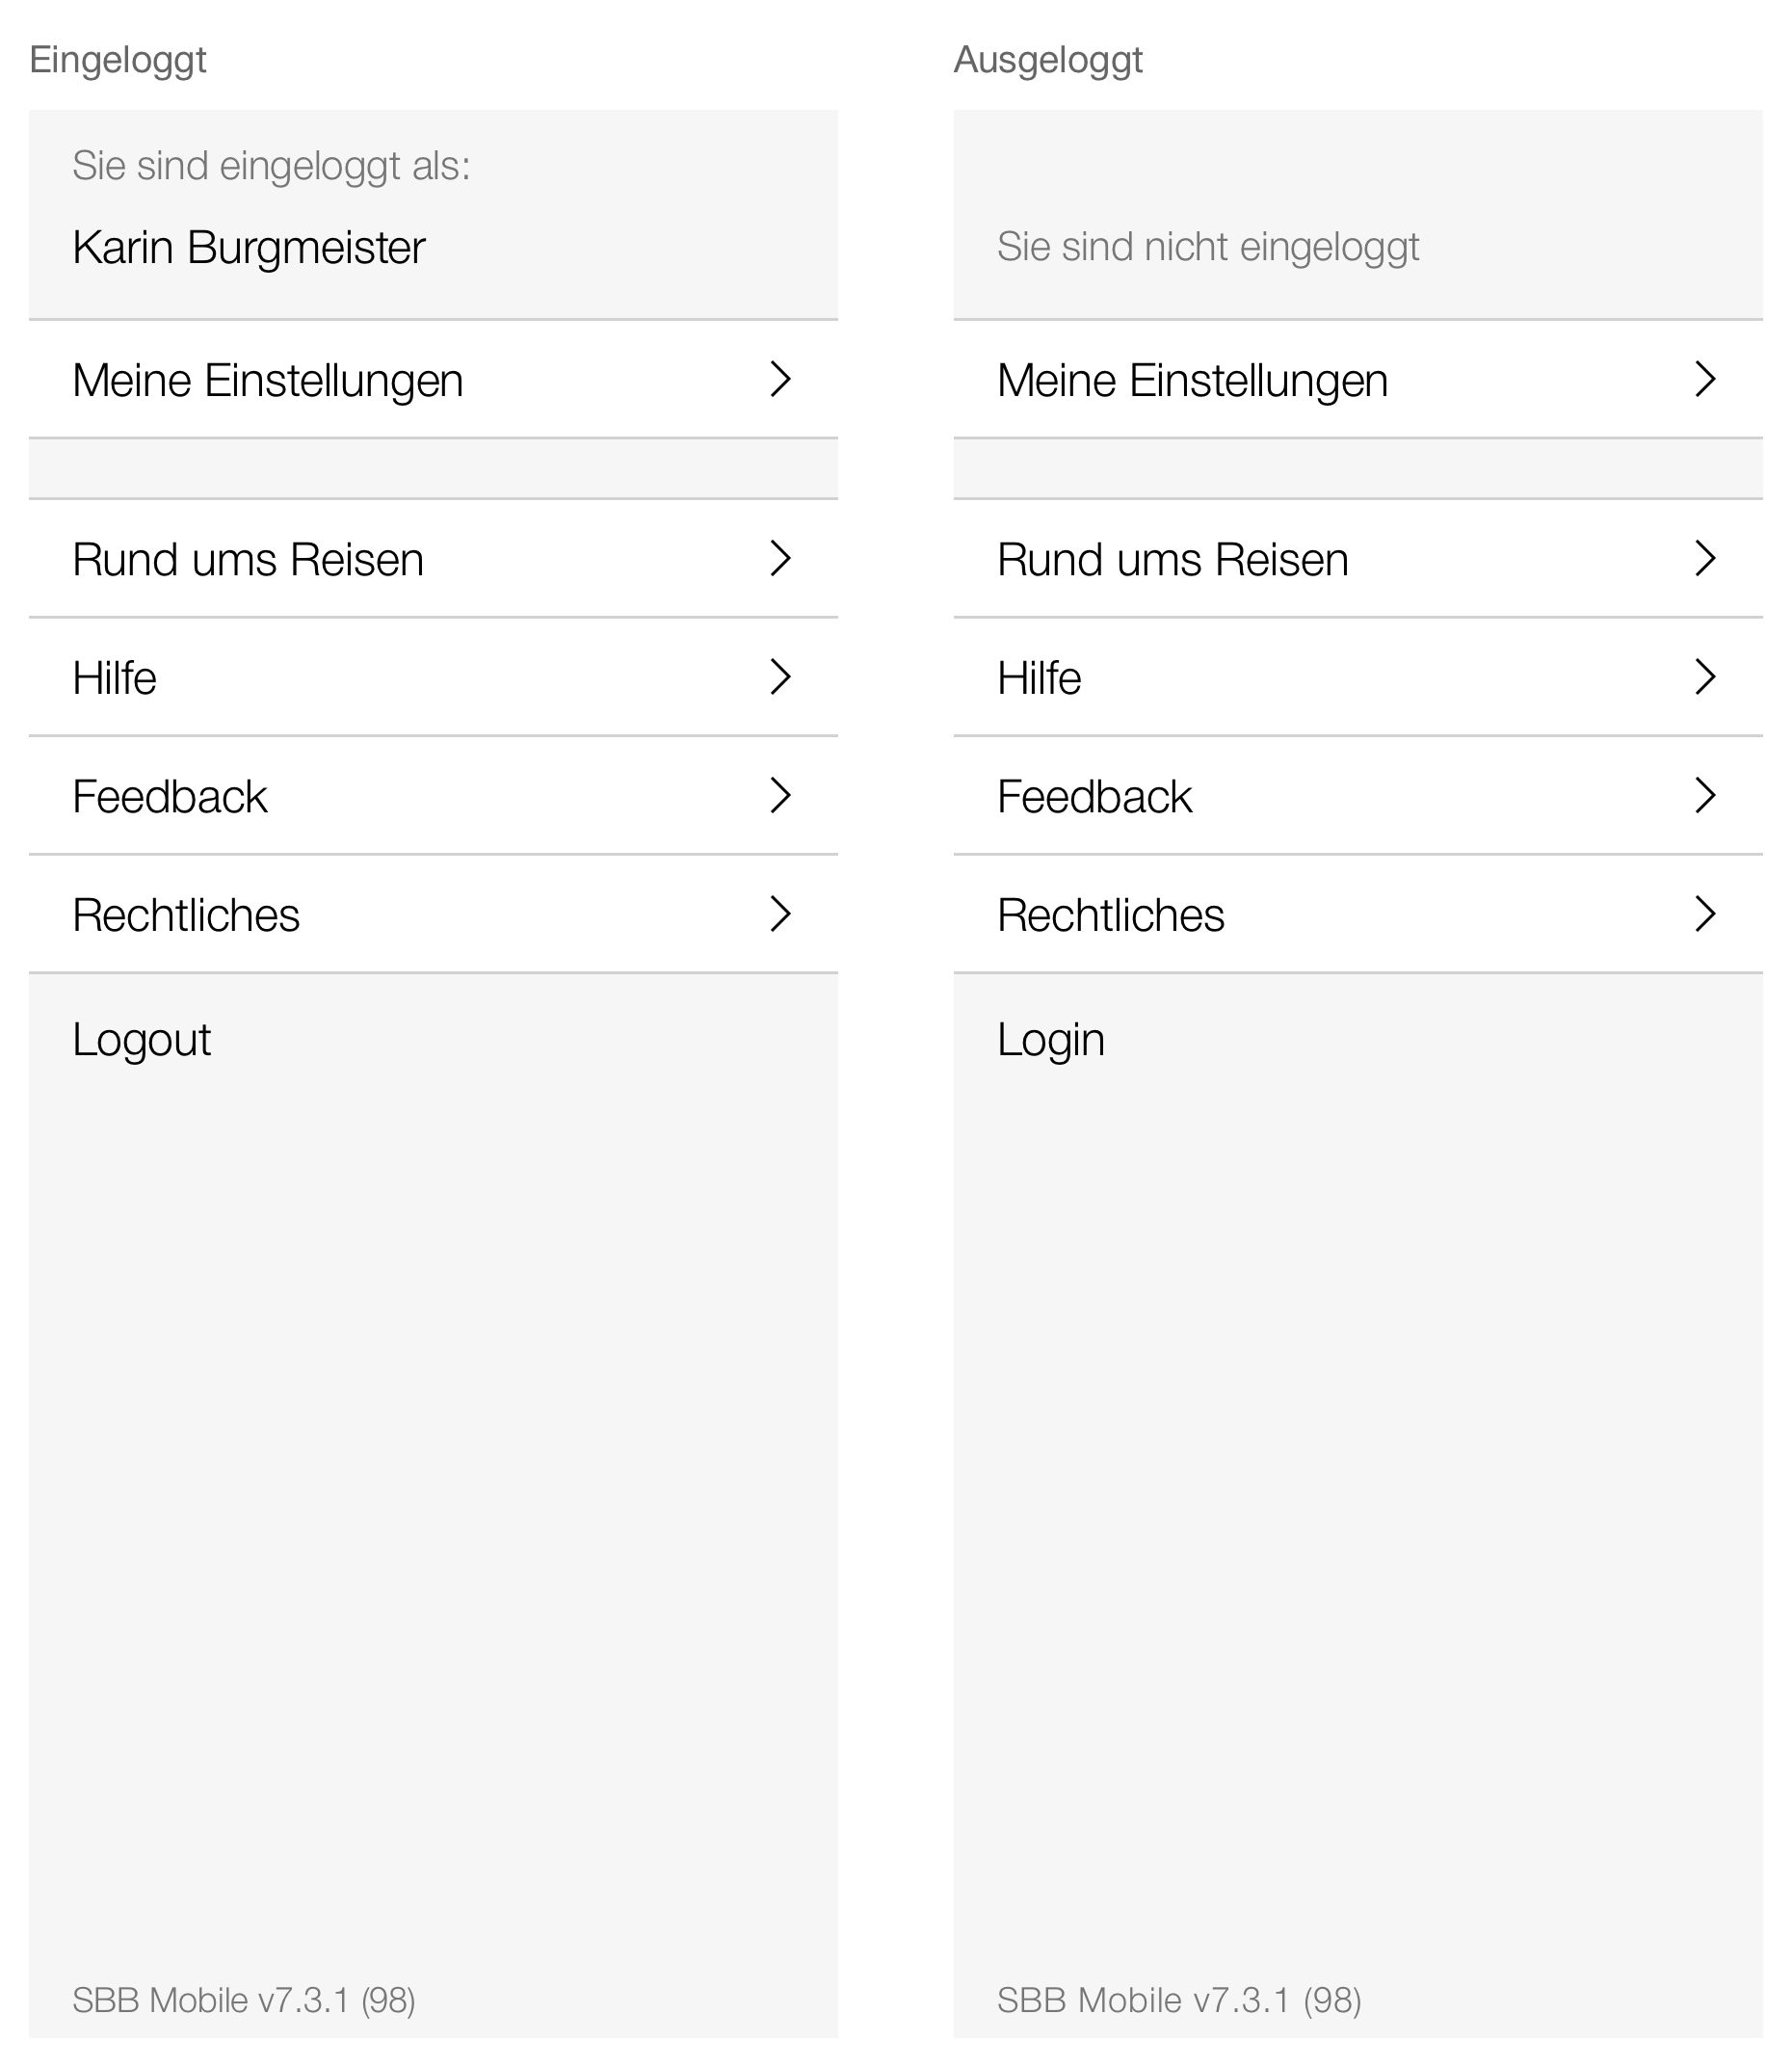 Eingeloggt
Sie sind eingeloggt als:
Karin Burgmeister
Meine Einstellungen
Rund ums Reisen
Hilfe
Feedback
Rechtliches
Logout
SBB Mobile v7.3.1 (98)
Ausgeloggt
Sie sind nicht eingeloggt
Meine Einstellungen
Rund ums Reisen
Hilfe
Feedback
Rechtliches
Login
SBB Mobile v7.3.1 (98)